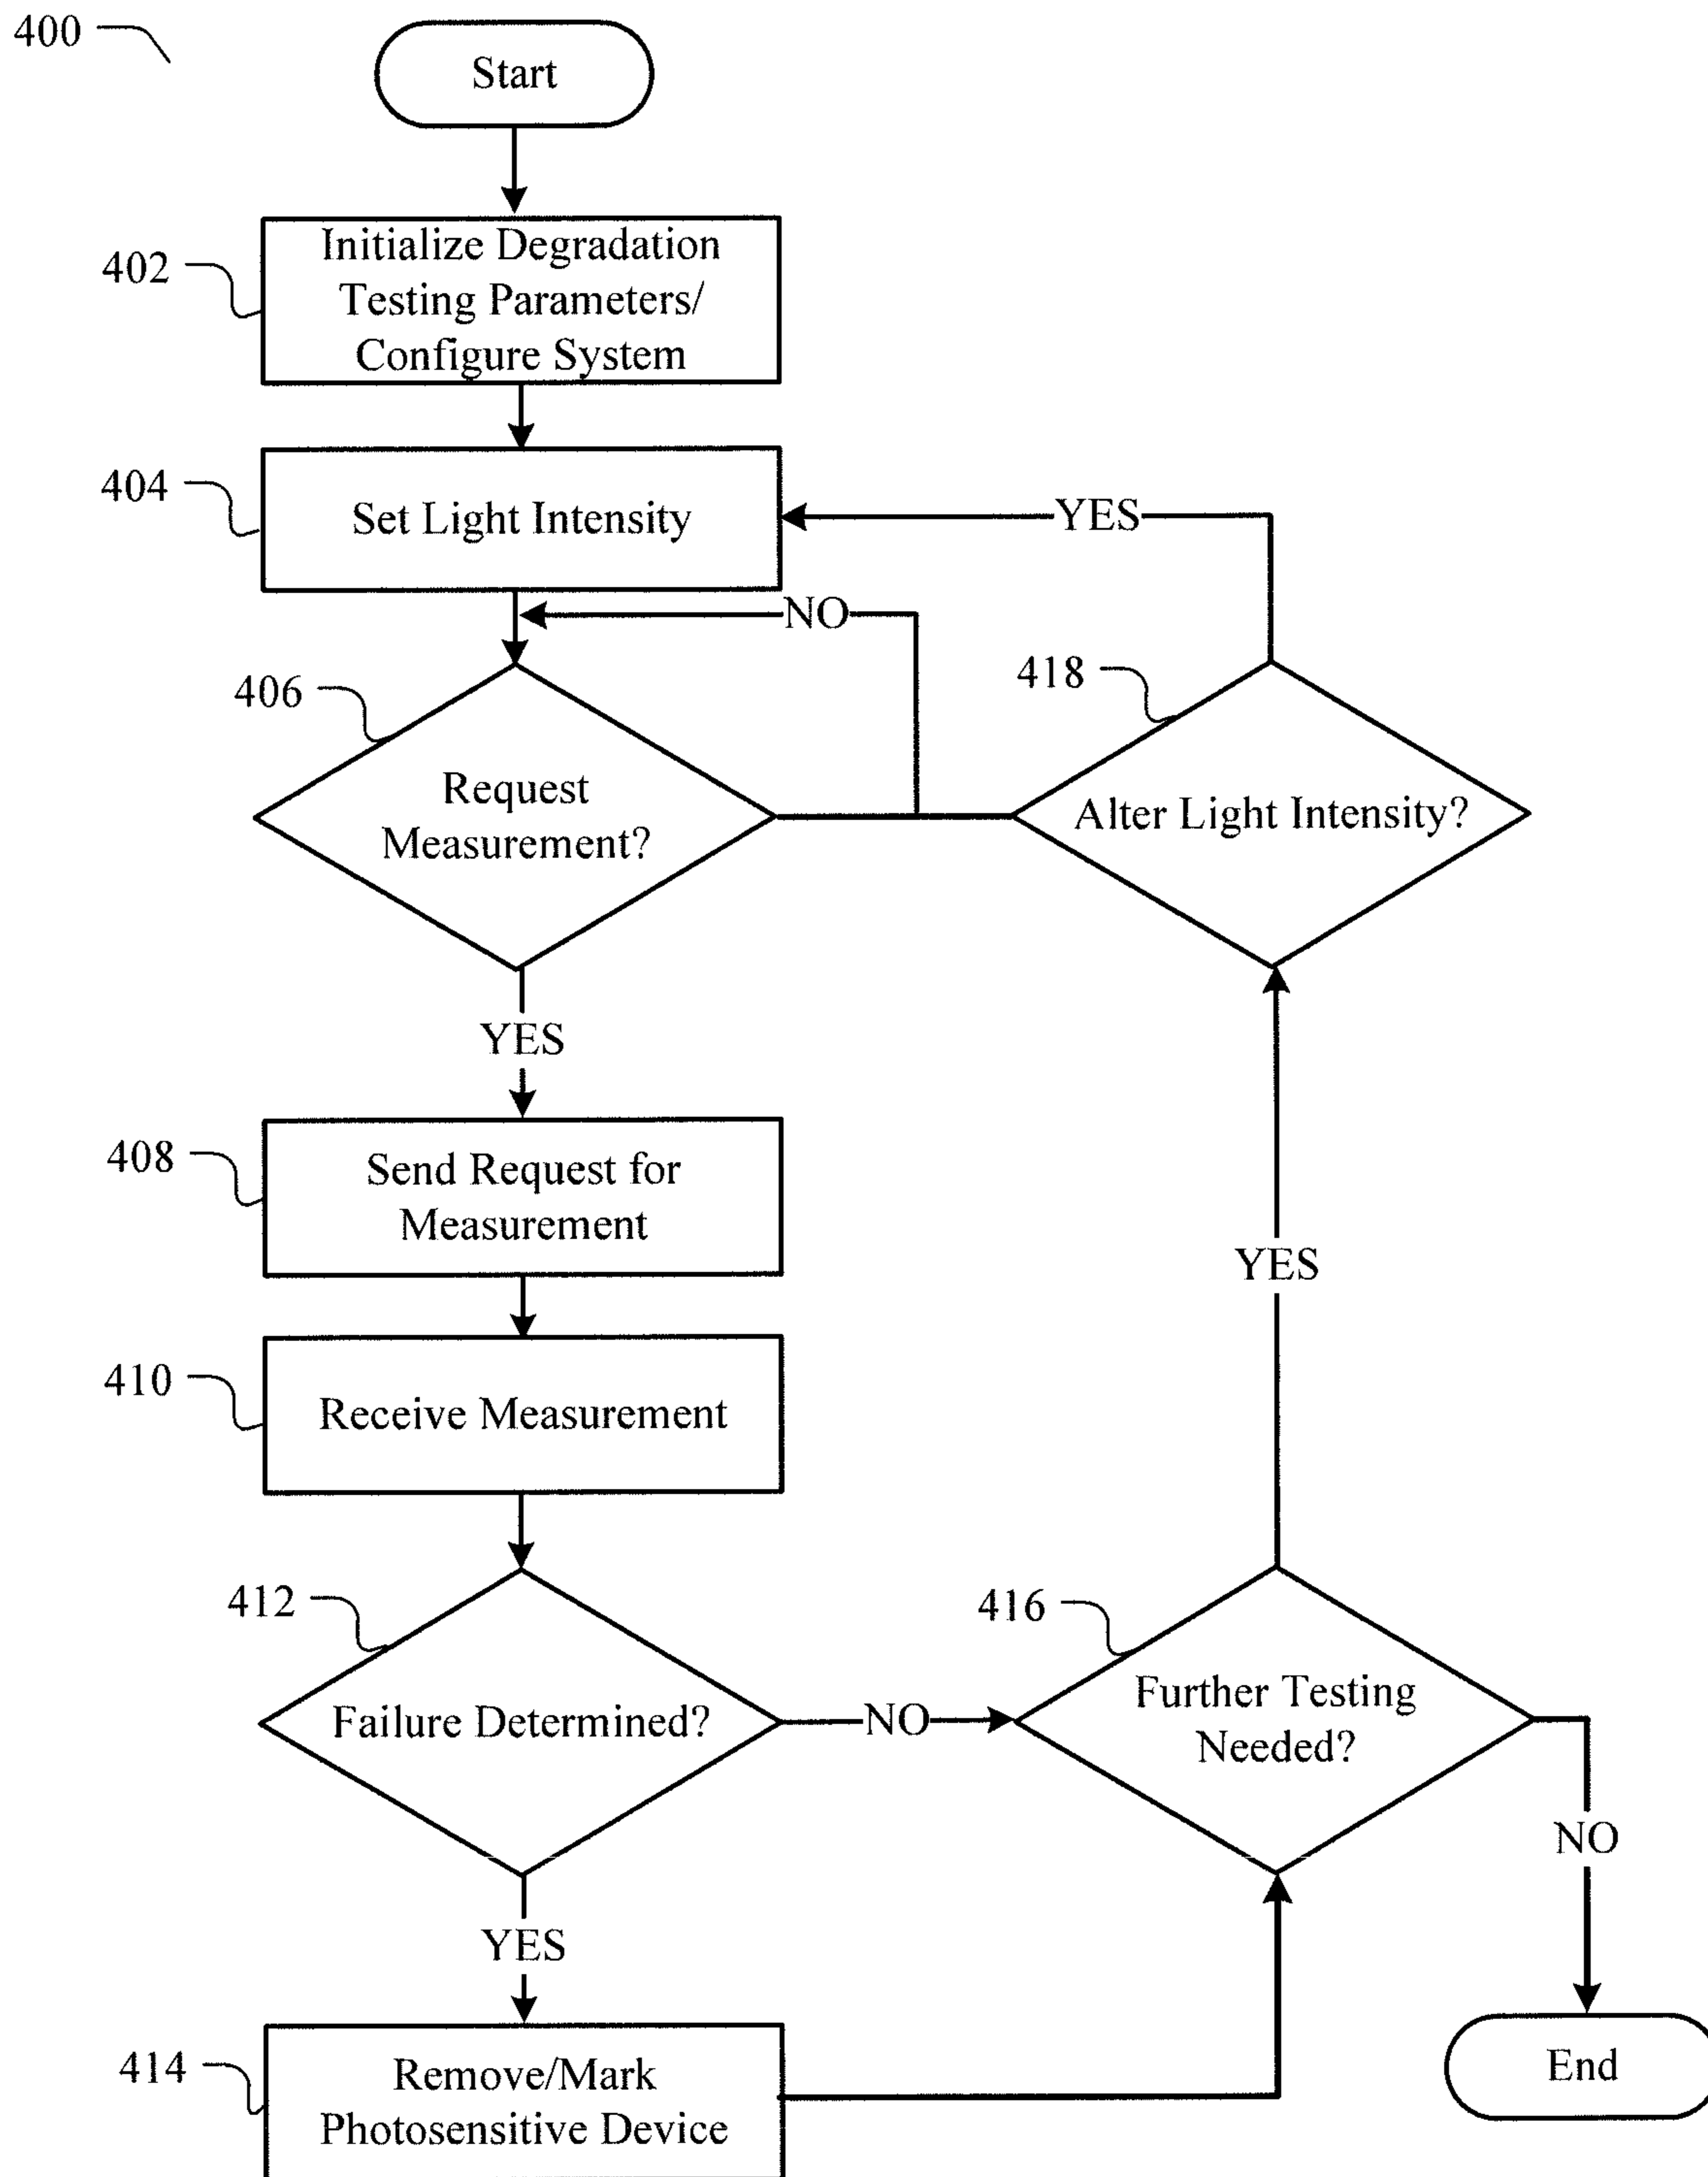 400
Start
402
Initialize Degradation
Testing Parameters/
Configure System
404
Set Light Intensity
YES
NO
406
Request
Measurement?
418
Alter Light Intensity?
YES
408
Send Request for
Measurement
YES
410
Receive Measurement
412
Failure Determined?
NO
416
Further Testing
Needed?
NO
YES
414
Remove/Mark
Photosensitive Device
End